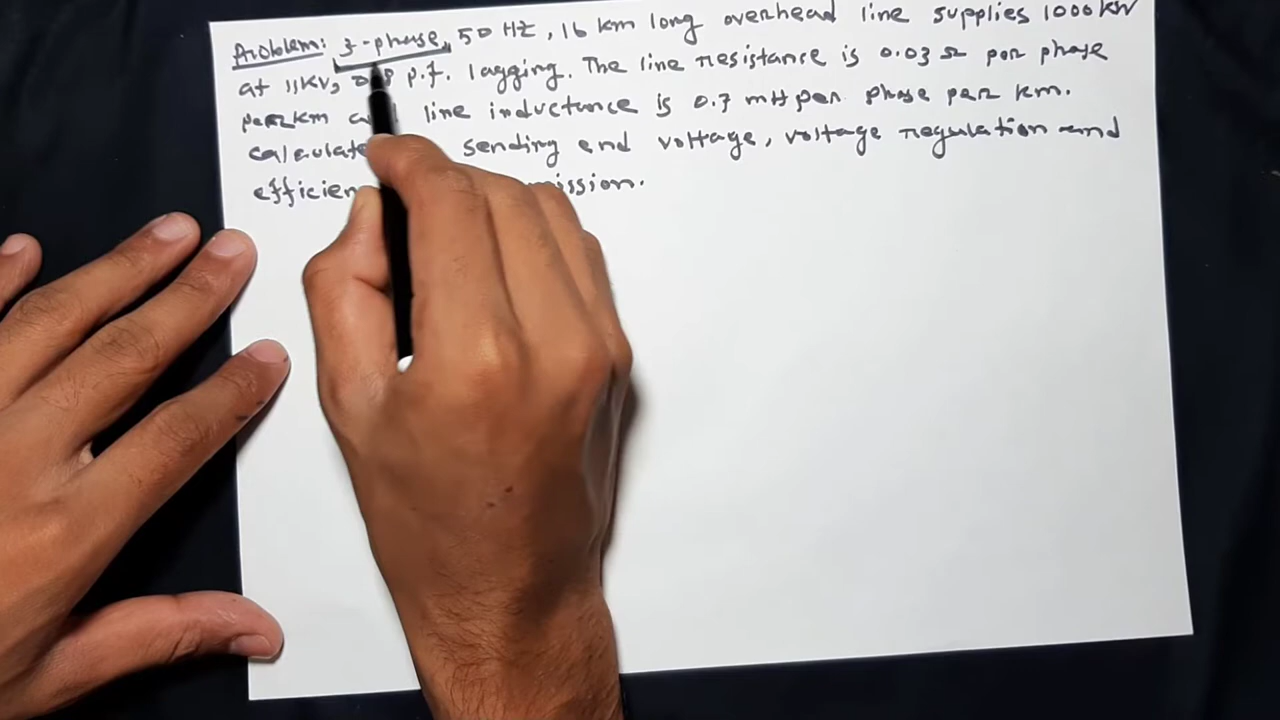 Problem: 3-phase, 50 HZ, 16 km long overhead line supplies 1000 kW
at 11KV, 0.8 p.f. lagging. The line resistance is 0.03 Ω per phase
per km line inductance is 0.7 mH per phase per km.
calculate sending end voltage, voltage regulation and